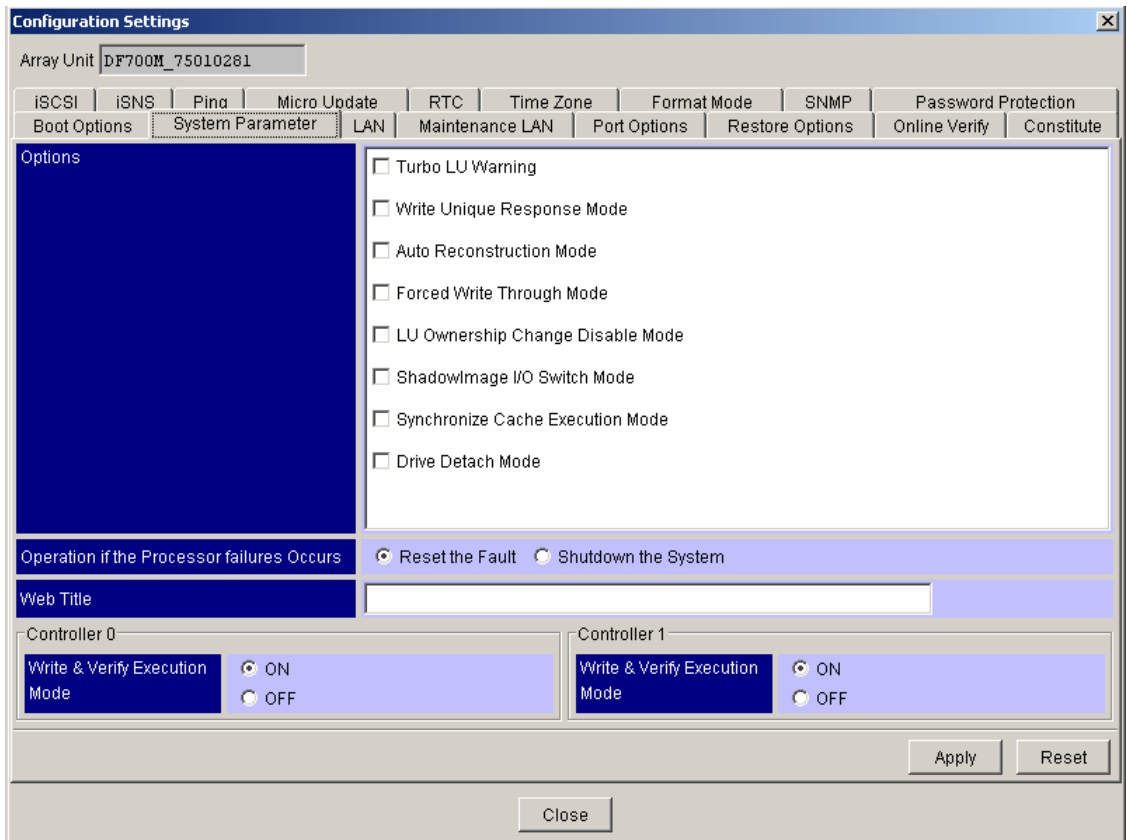 Configuration Settings
Array Unit DF700M_75010281
iSCSI iSNS Ping Micro Update RTC Time Zone Format Mode SNMP Password Protection
Boot Options System Parameter LAN Maintenance LAN Port Options Restore Options Online Verify Constitute
Options
Turbo LU Warning
Write Unique Response Mode
Auto Reconstruction Mode
Forced Write Through Mode
LU Ownership Change Disable Mode
ShadowImage I/O Switch Mode
Synchronize Cache Execution Mode
Drive Detach Mode
Operation if the Processor failures Occurs Reset the Fault Shutdown the System
Web Title
Controller 0
Write & Verify Execution Mode
ON
OFF
Controller 1
Write & Verify Execution Mode
ON
OFF
Apply Reset
Close